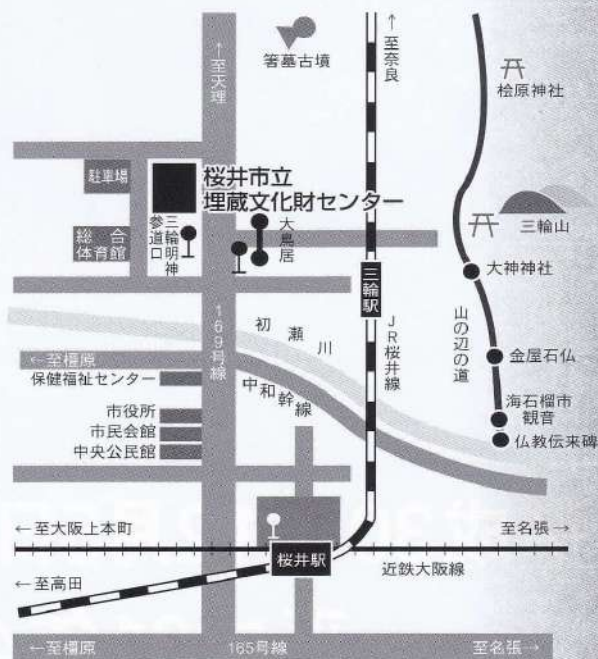 ↑至天理
箸墓古墳
↑至奈良
桧原神社
駐車場
桜井市立
埋蔵文化財センター
総合
体育館
三輪明神
参道口
大鳥居
三輪山
大神神社
三輪駅
JR桜井線
山の辺の道
169号線
初瀬川
←至橿原
中和幹線
金屋石仏
保健福祉センター
海石榴市
観音
市役所
市民会館
仏教伝来碑
中央公民館
←至大阪上本町
至名張→
桜井駅
近鉄大阪線
←至高田
←至橿原
165号線
至名張→